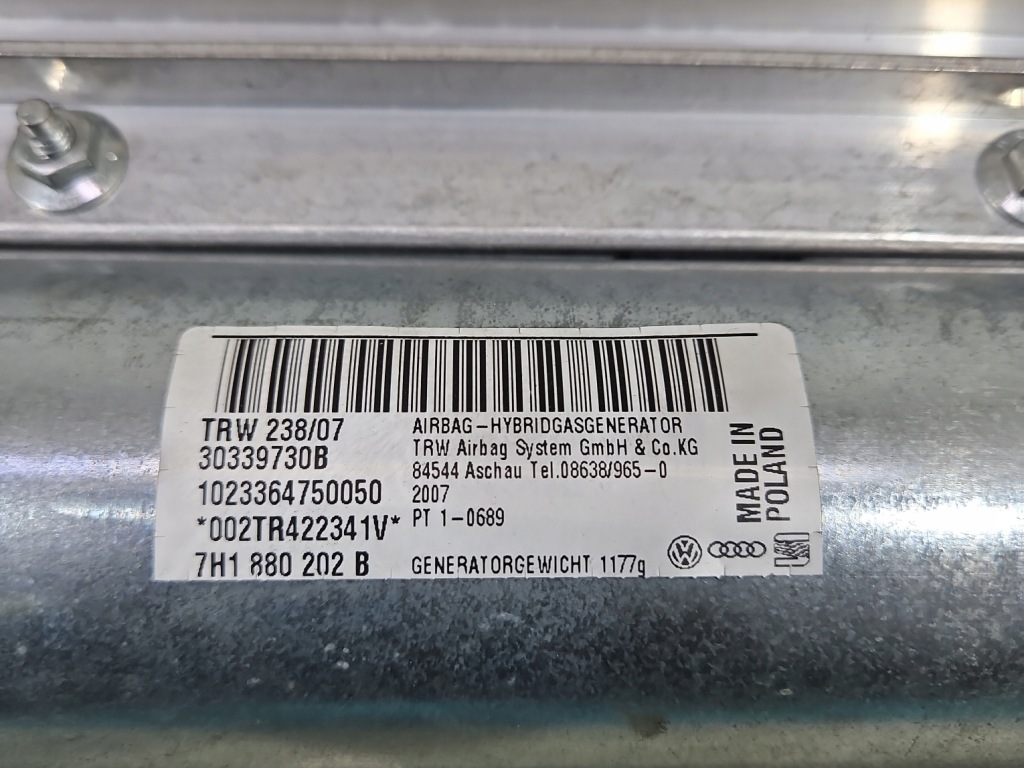 TRW 238/07
30339730B
1023364750050
*002TR422341V*
7H1 880 202 B
AIRBAG-HYBRIDGASGENERATOR
TRW Airbag System GmbH & Co.KG
84544 Aschau Tel.08638/965-0
2007
PT 1-0689
GENERATORGEWICHT 1177g
MADE IN
POLAND